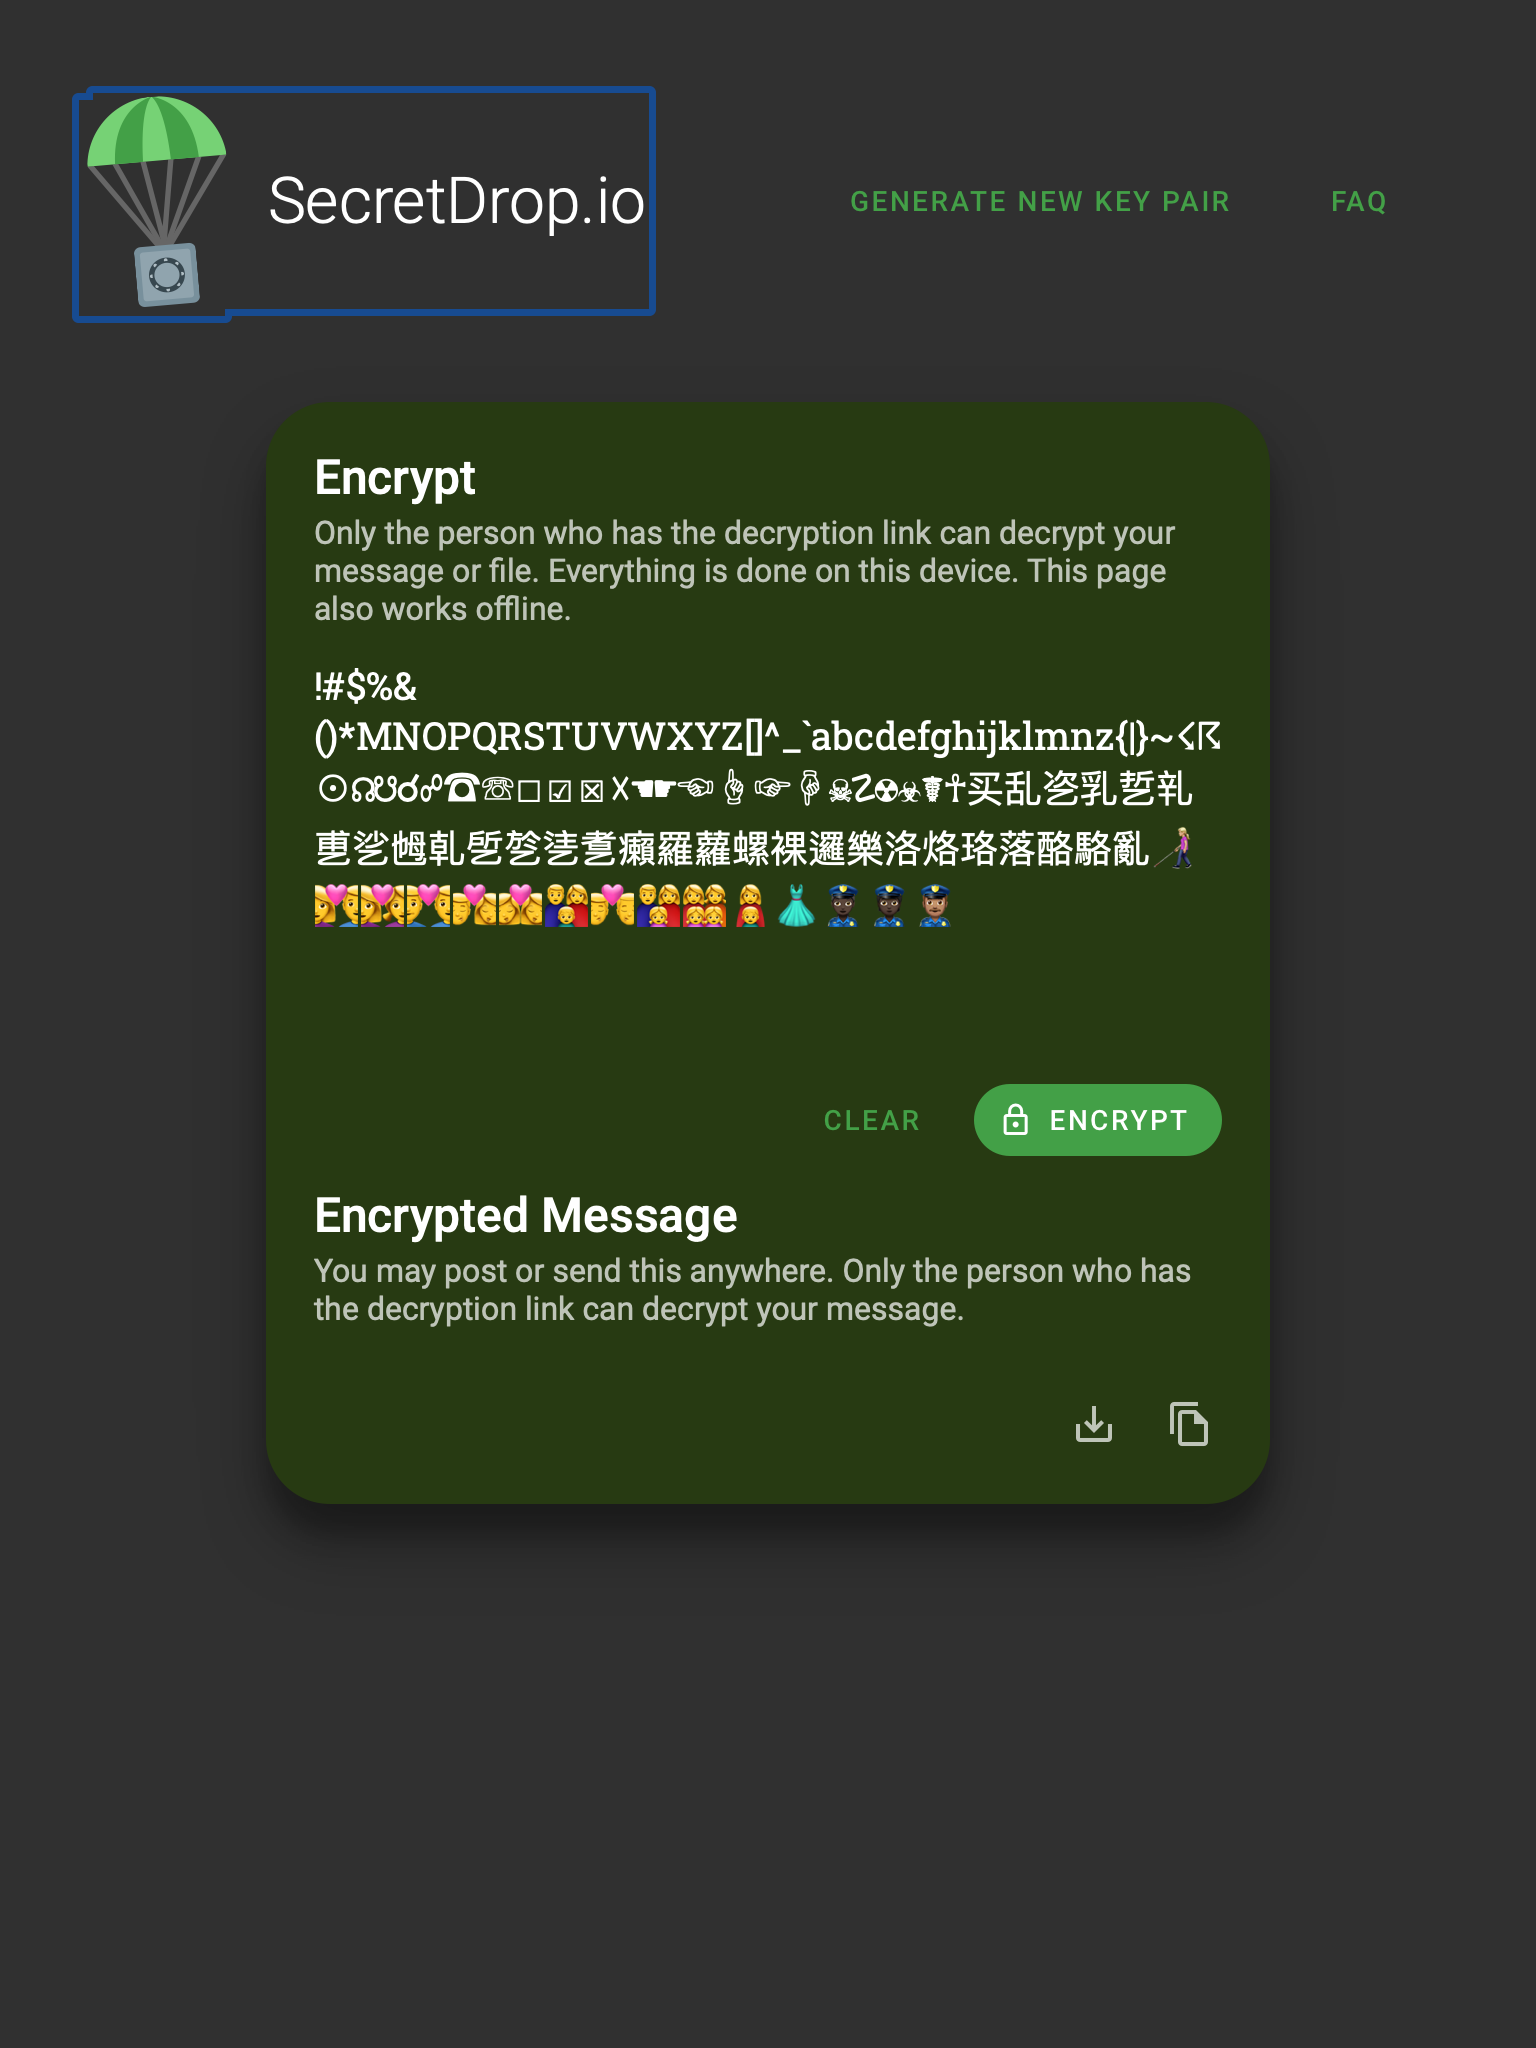 SecretDrop.io
GENERATE NEW KEY PAIR
FAQ
Encrypt
Only the person who has the decryption link can decrypt your
message or file. Everything is done on this device. This page
also works offline.
!#$%&
()*MNOPQRSTUVWXYZ[]^_`abcdefghijklmnz{|}~☇☈
☉☊☋☌☍☎☏☐☑☒☓☚☛☜☝☞☟☠☡☢☣☤☥买乱乲乳乴乵
乶乷乸乹乺乻乼乽癩羅蘿螺裸邏樂洛烙珞落酪駱亂
CLEAR
ENCRYPT
Encrypted Message
You may post or send this anywhere. Only the person who has
the decryption link can decrypt your message.